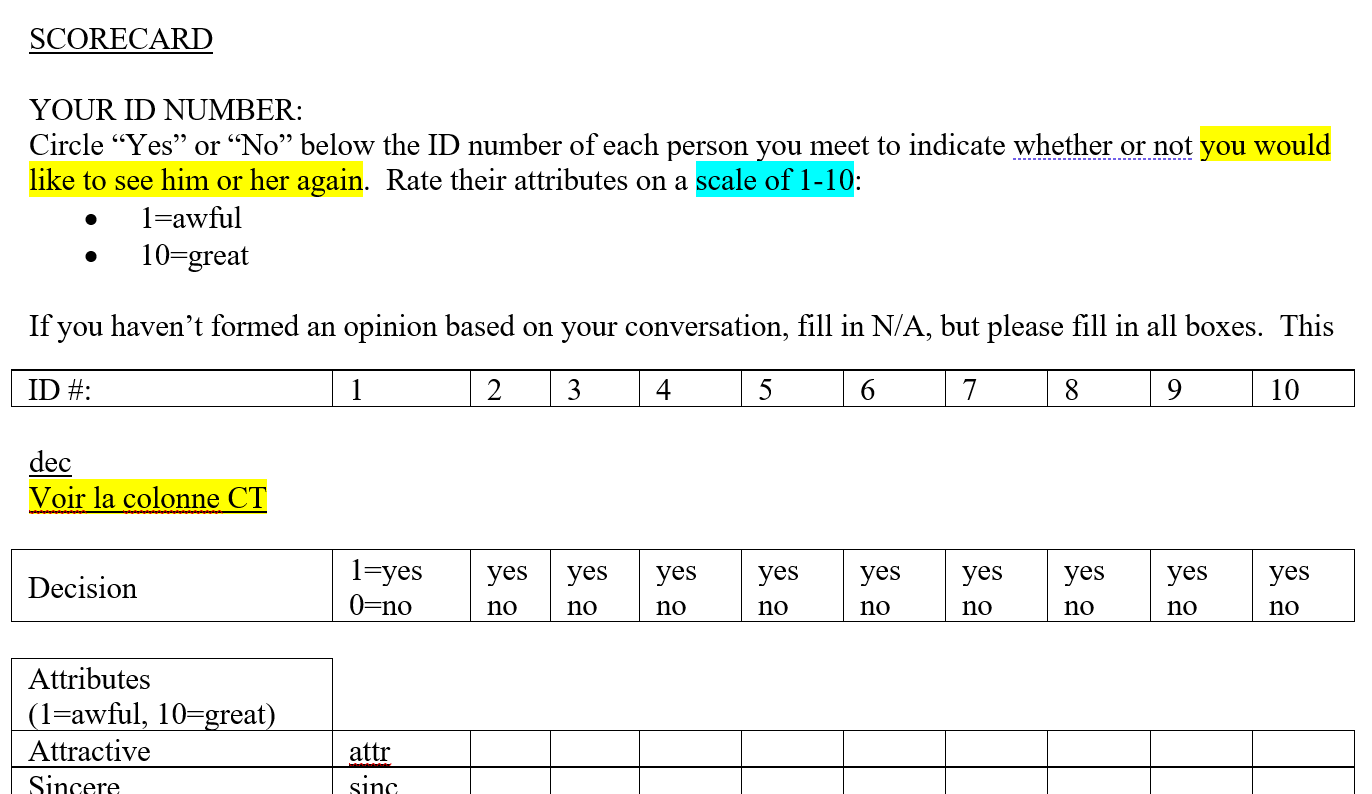 SCORECARD
YOUR ID NUMBER:
Circle “Yes” or “No” below the ID number of each person you meet to indicate whether or not you would
like to see him or her again.  Rate their attributes on a scale of 1-10:
• 1=awful
• 10=great
If you haven’t formed an opinion based on your conversation, fill in N/A, but please fill in all boxes.  This
ID #: 1 2 3 4 5 6 7 8 9 10
dec
Voir la colonne CT
Decision 1=yes yes yes yes yes yes yes yes yes yes
0=no no no no no no no no no no
Attributes
(1=awful, 10=great)
Attractive attr
Sincere sinc